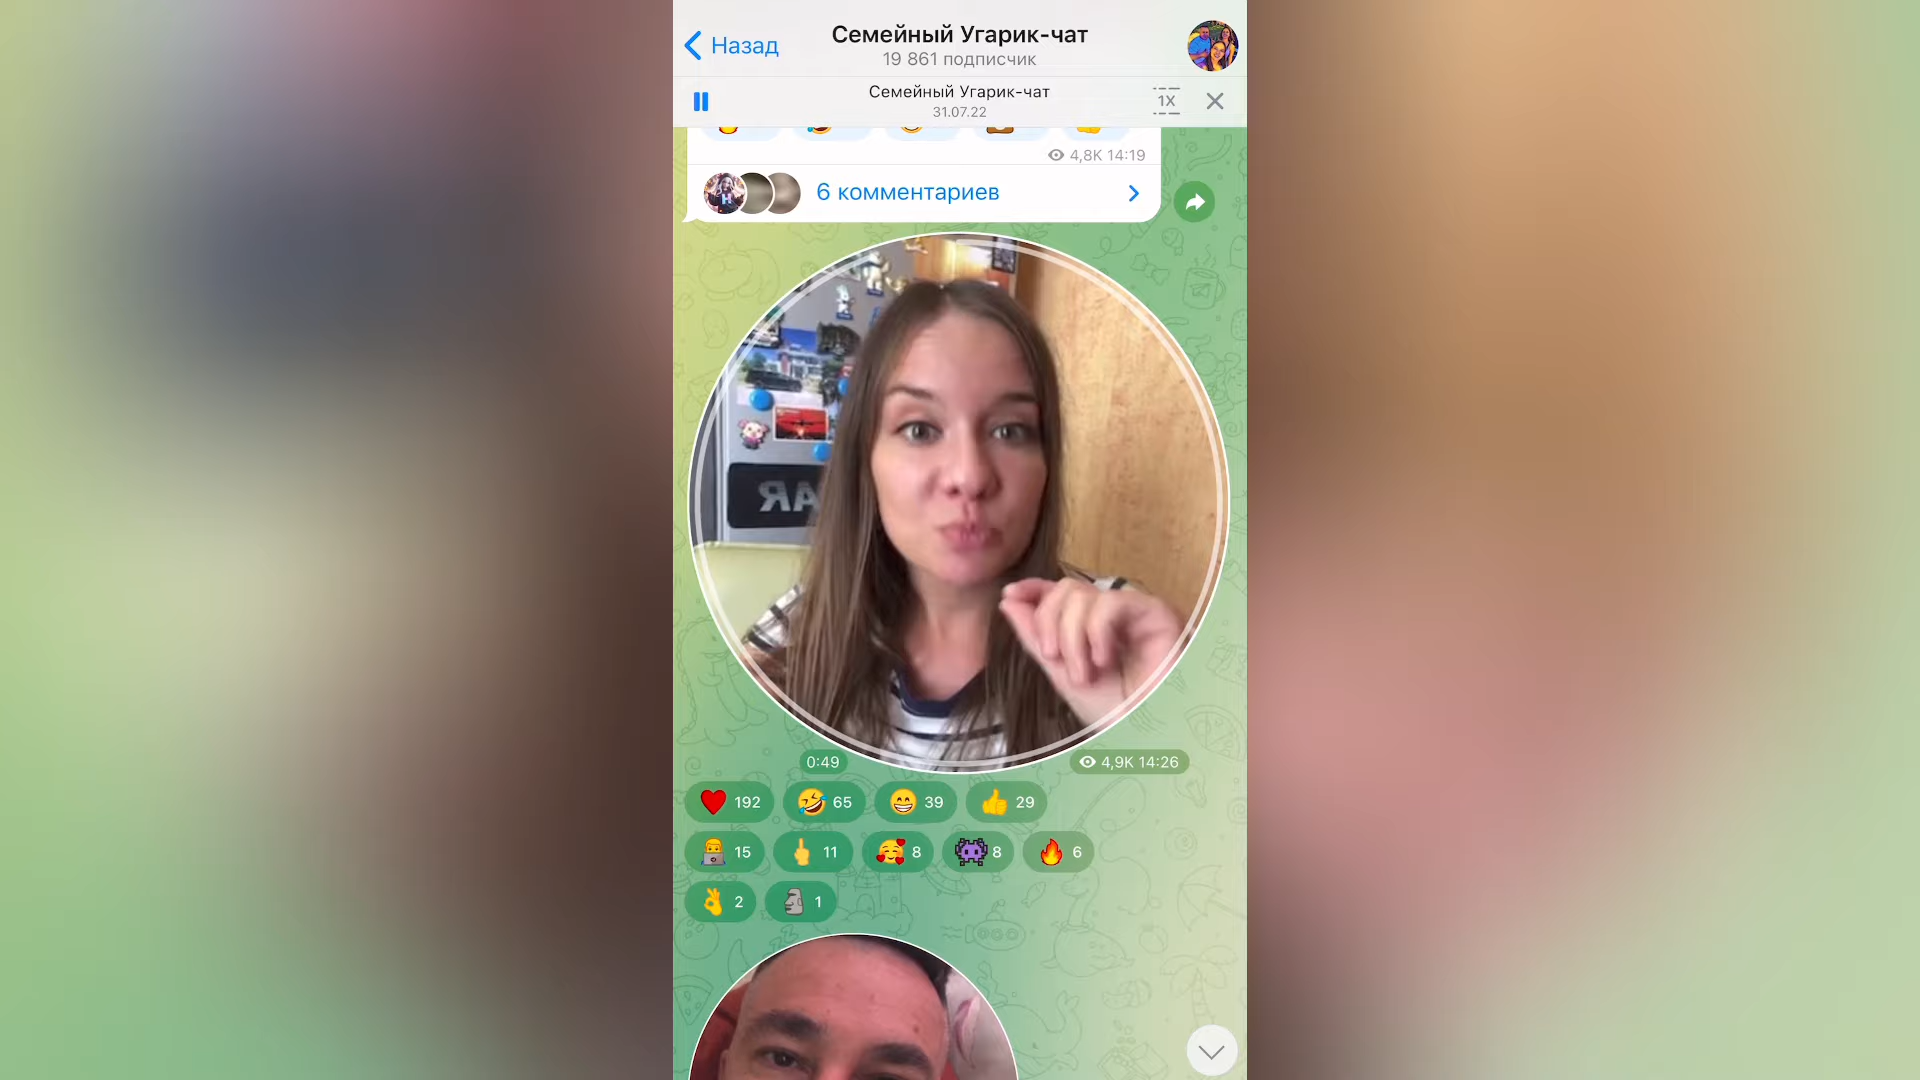 Назад
Семейный Угарик-чат
19 861 подписчик
Семейный Угарик-чат
31.07.22
1X
4,8K 14:19
6 комментариев
0:49
4,9K 14:26
192 65 39 29
15 11 8 8 6
2 1